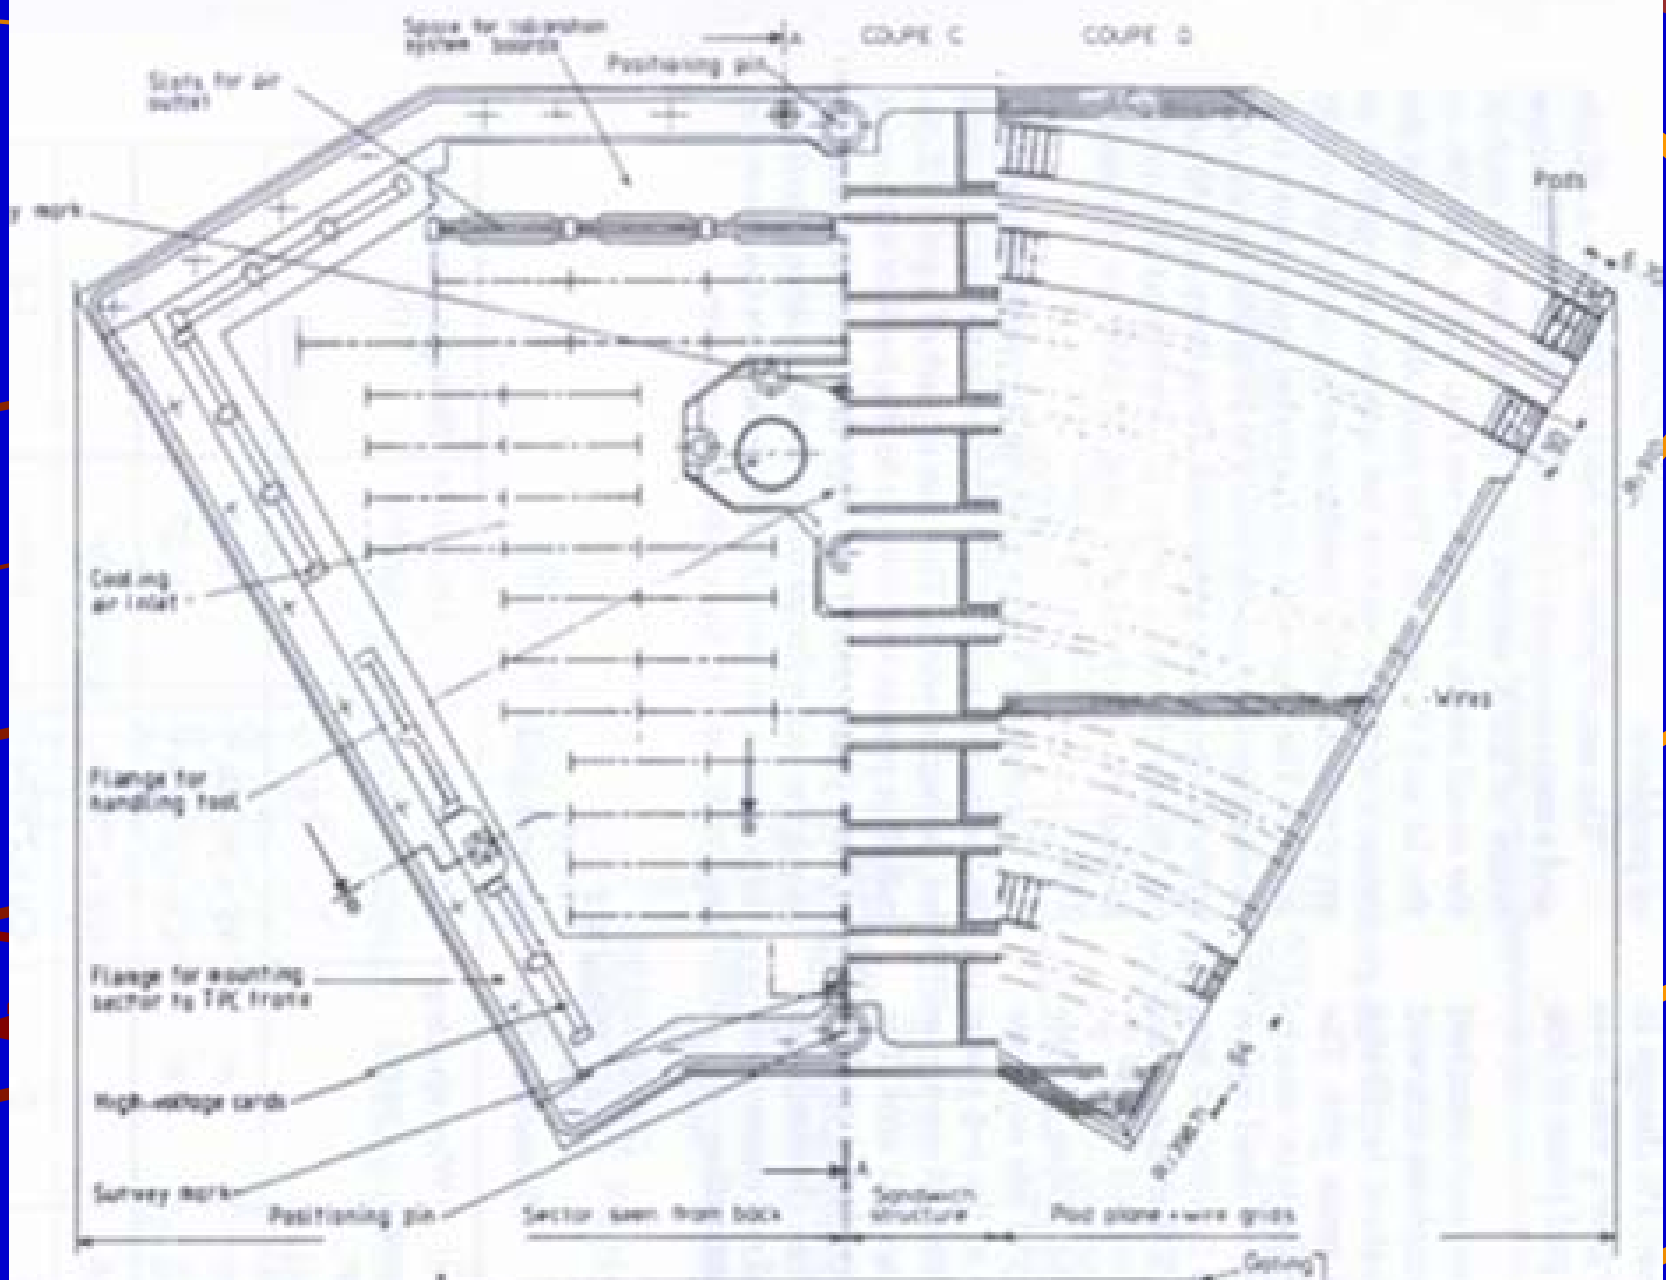 Space for calibration
system boards
A
COUPE C
COUPE D
Positioning pin
Slots for air
outlet
Pads
y mark
Cooling
air inlet
Wires
Flange for
handling tool
Flange for mounting
sector to TPC frame
High-voltage cards
Survey mark
A
Positioning pin
Sector seen from back
Sandwich
structure
Pad plane + wire grids
Gating